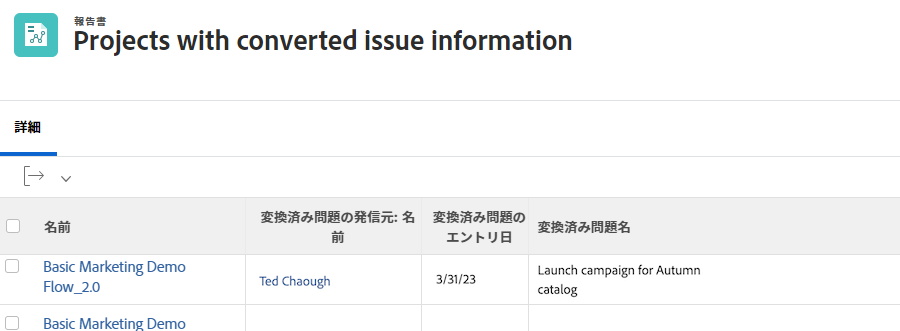 報告書
Projects with converted issue information
詳細
名前
変換済み問題の発信元: 名
前
変換済み問題の
エントリ日
変換済み問題名
Basic Marketing Demo
Flow_2.0
Ted Chaough
3/31/23
Launch campaign for Autumn
catalog
Basic Marketing Demo